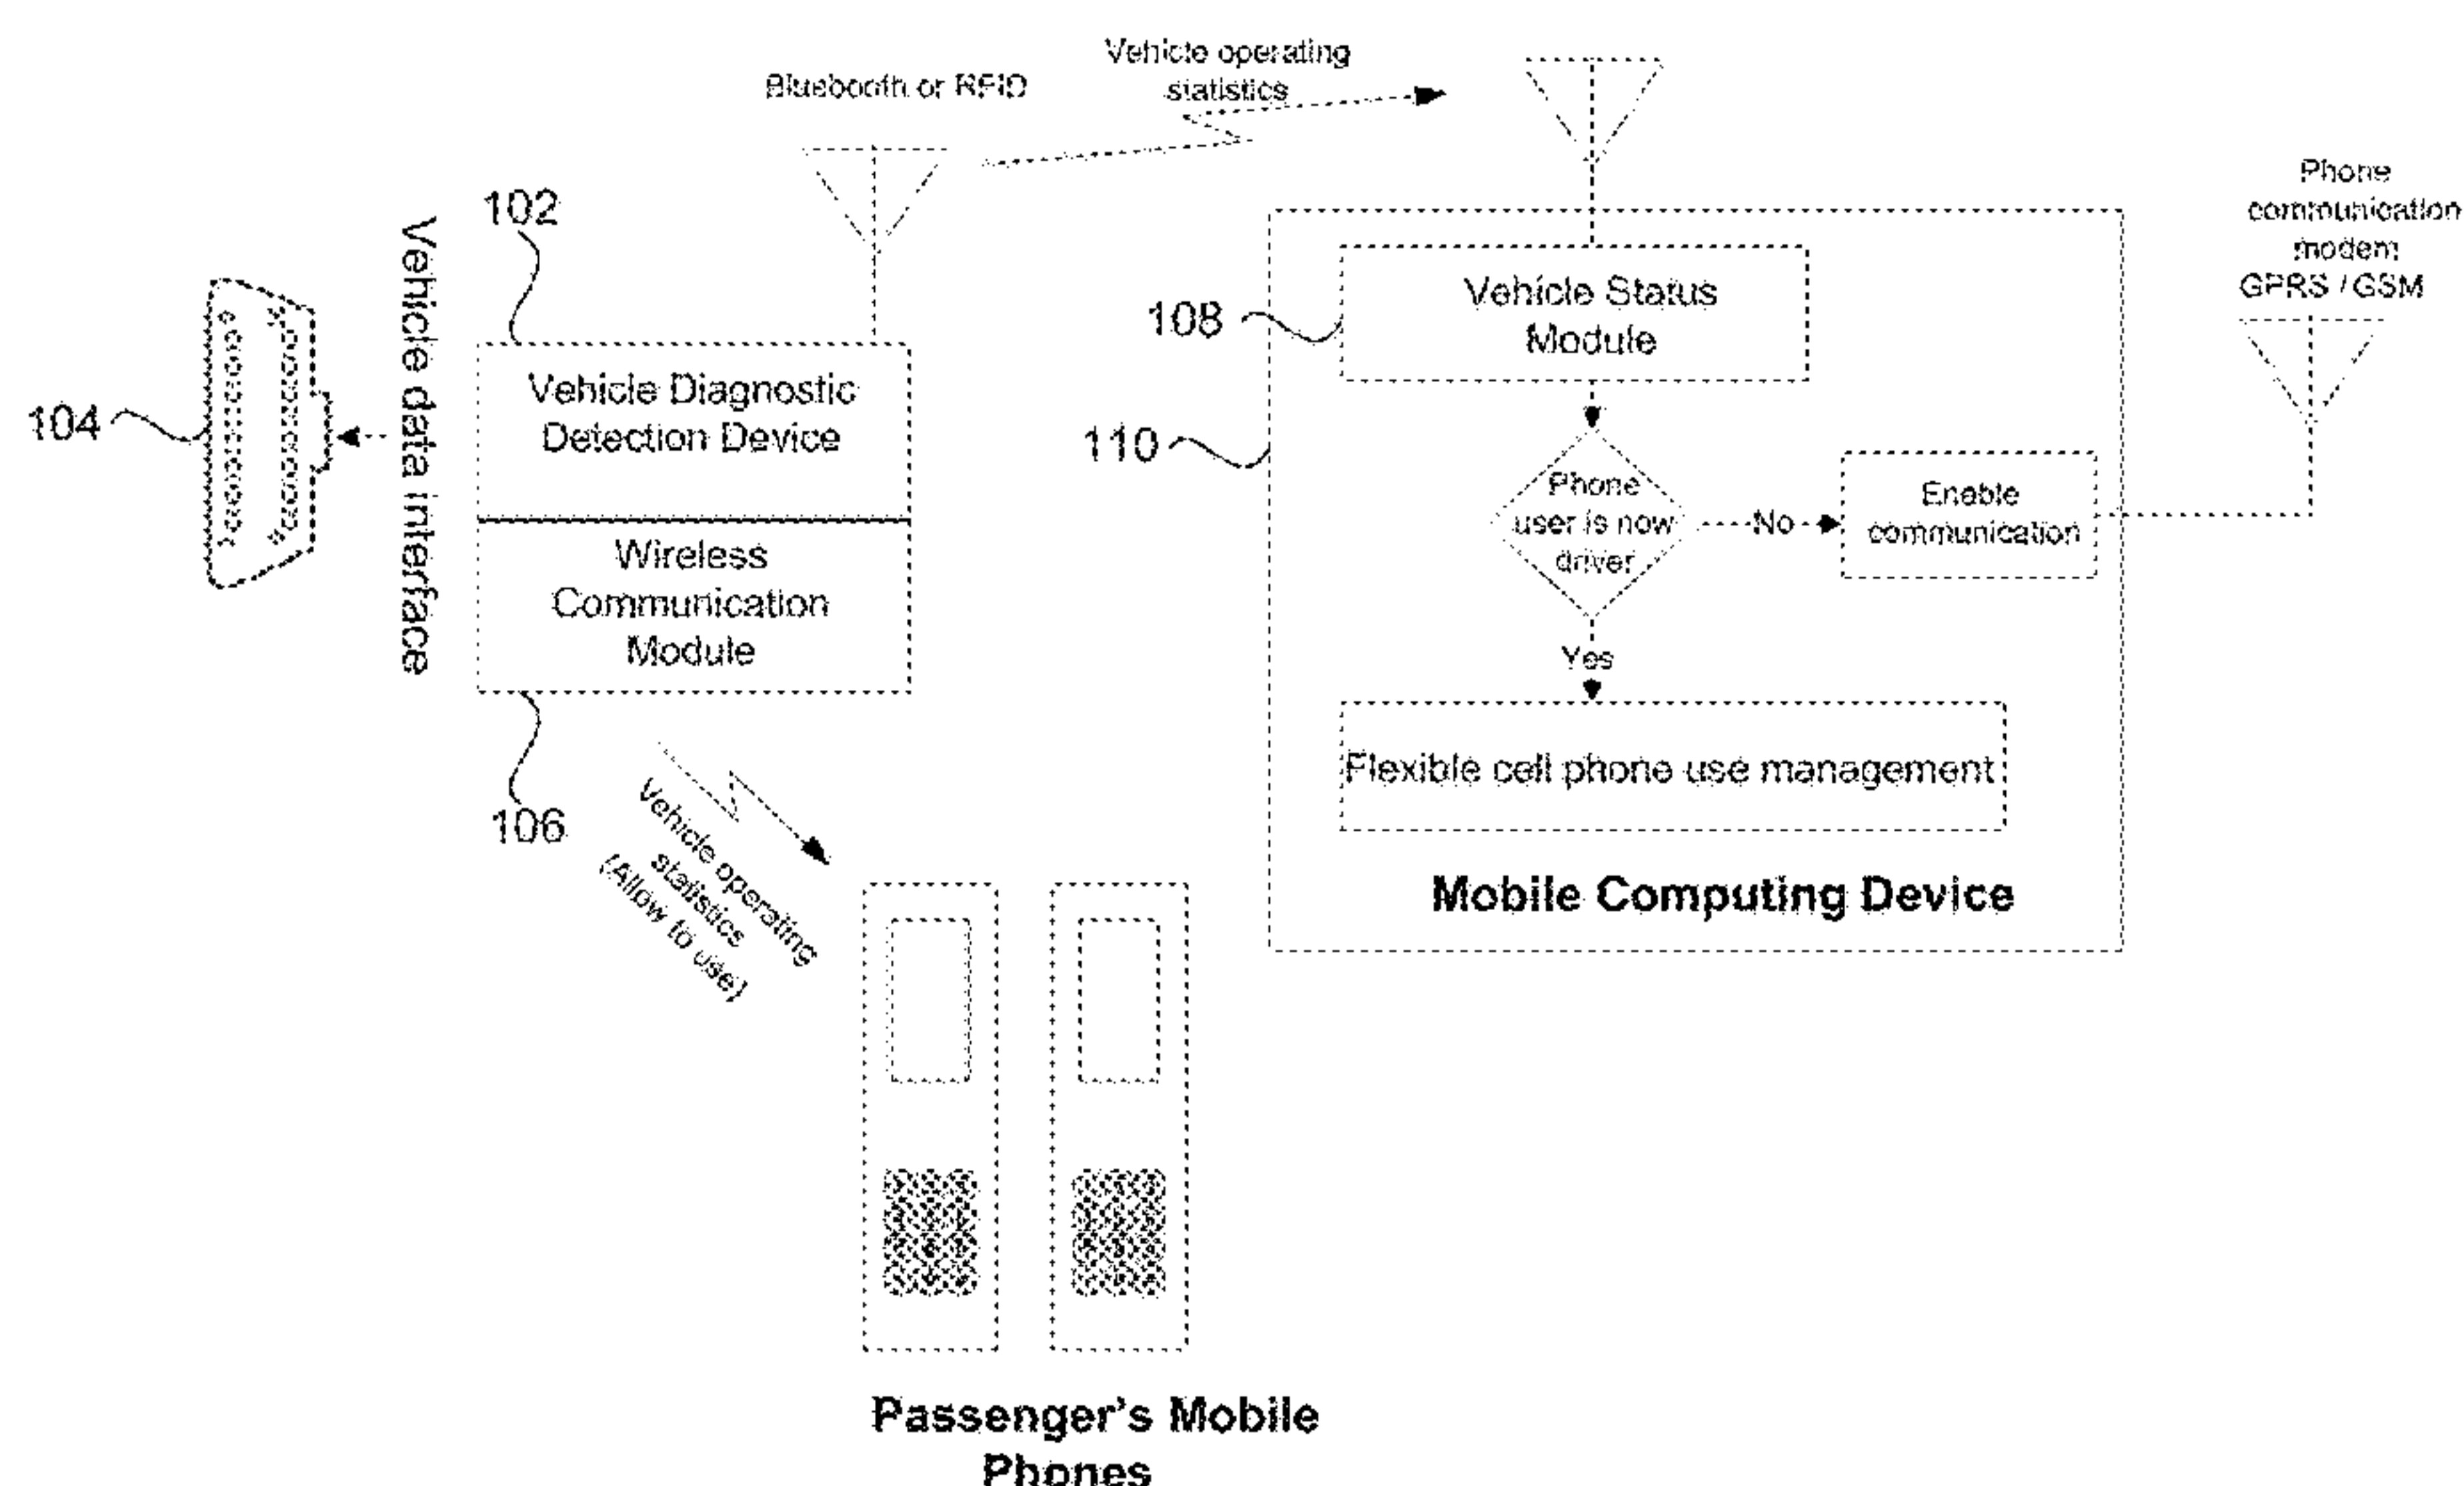 Vehicle operating
statistics
Bluebooth or RFID
Phone
communication
modem
GPRS / GSM
102
Vehicle data interface
104
Vehicle Diagnostic
Detection Device
Wireless
Communication
Module
106
108
Vehicle Status
Module
110
Phone
user is now
driver
No
Enable
communication
Yes
Flexible cell phone use management
Mobile Computing Device
Vehicle operating
statistics
(Allow to use)
Passenger's Mobile
Phones